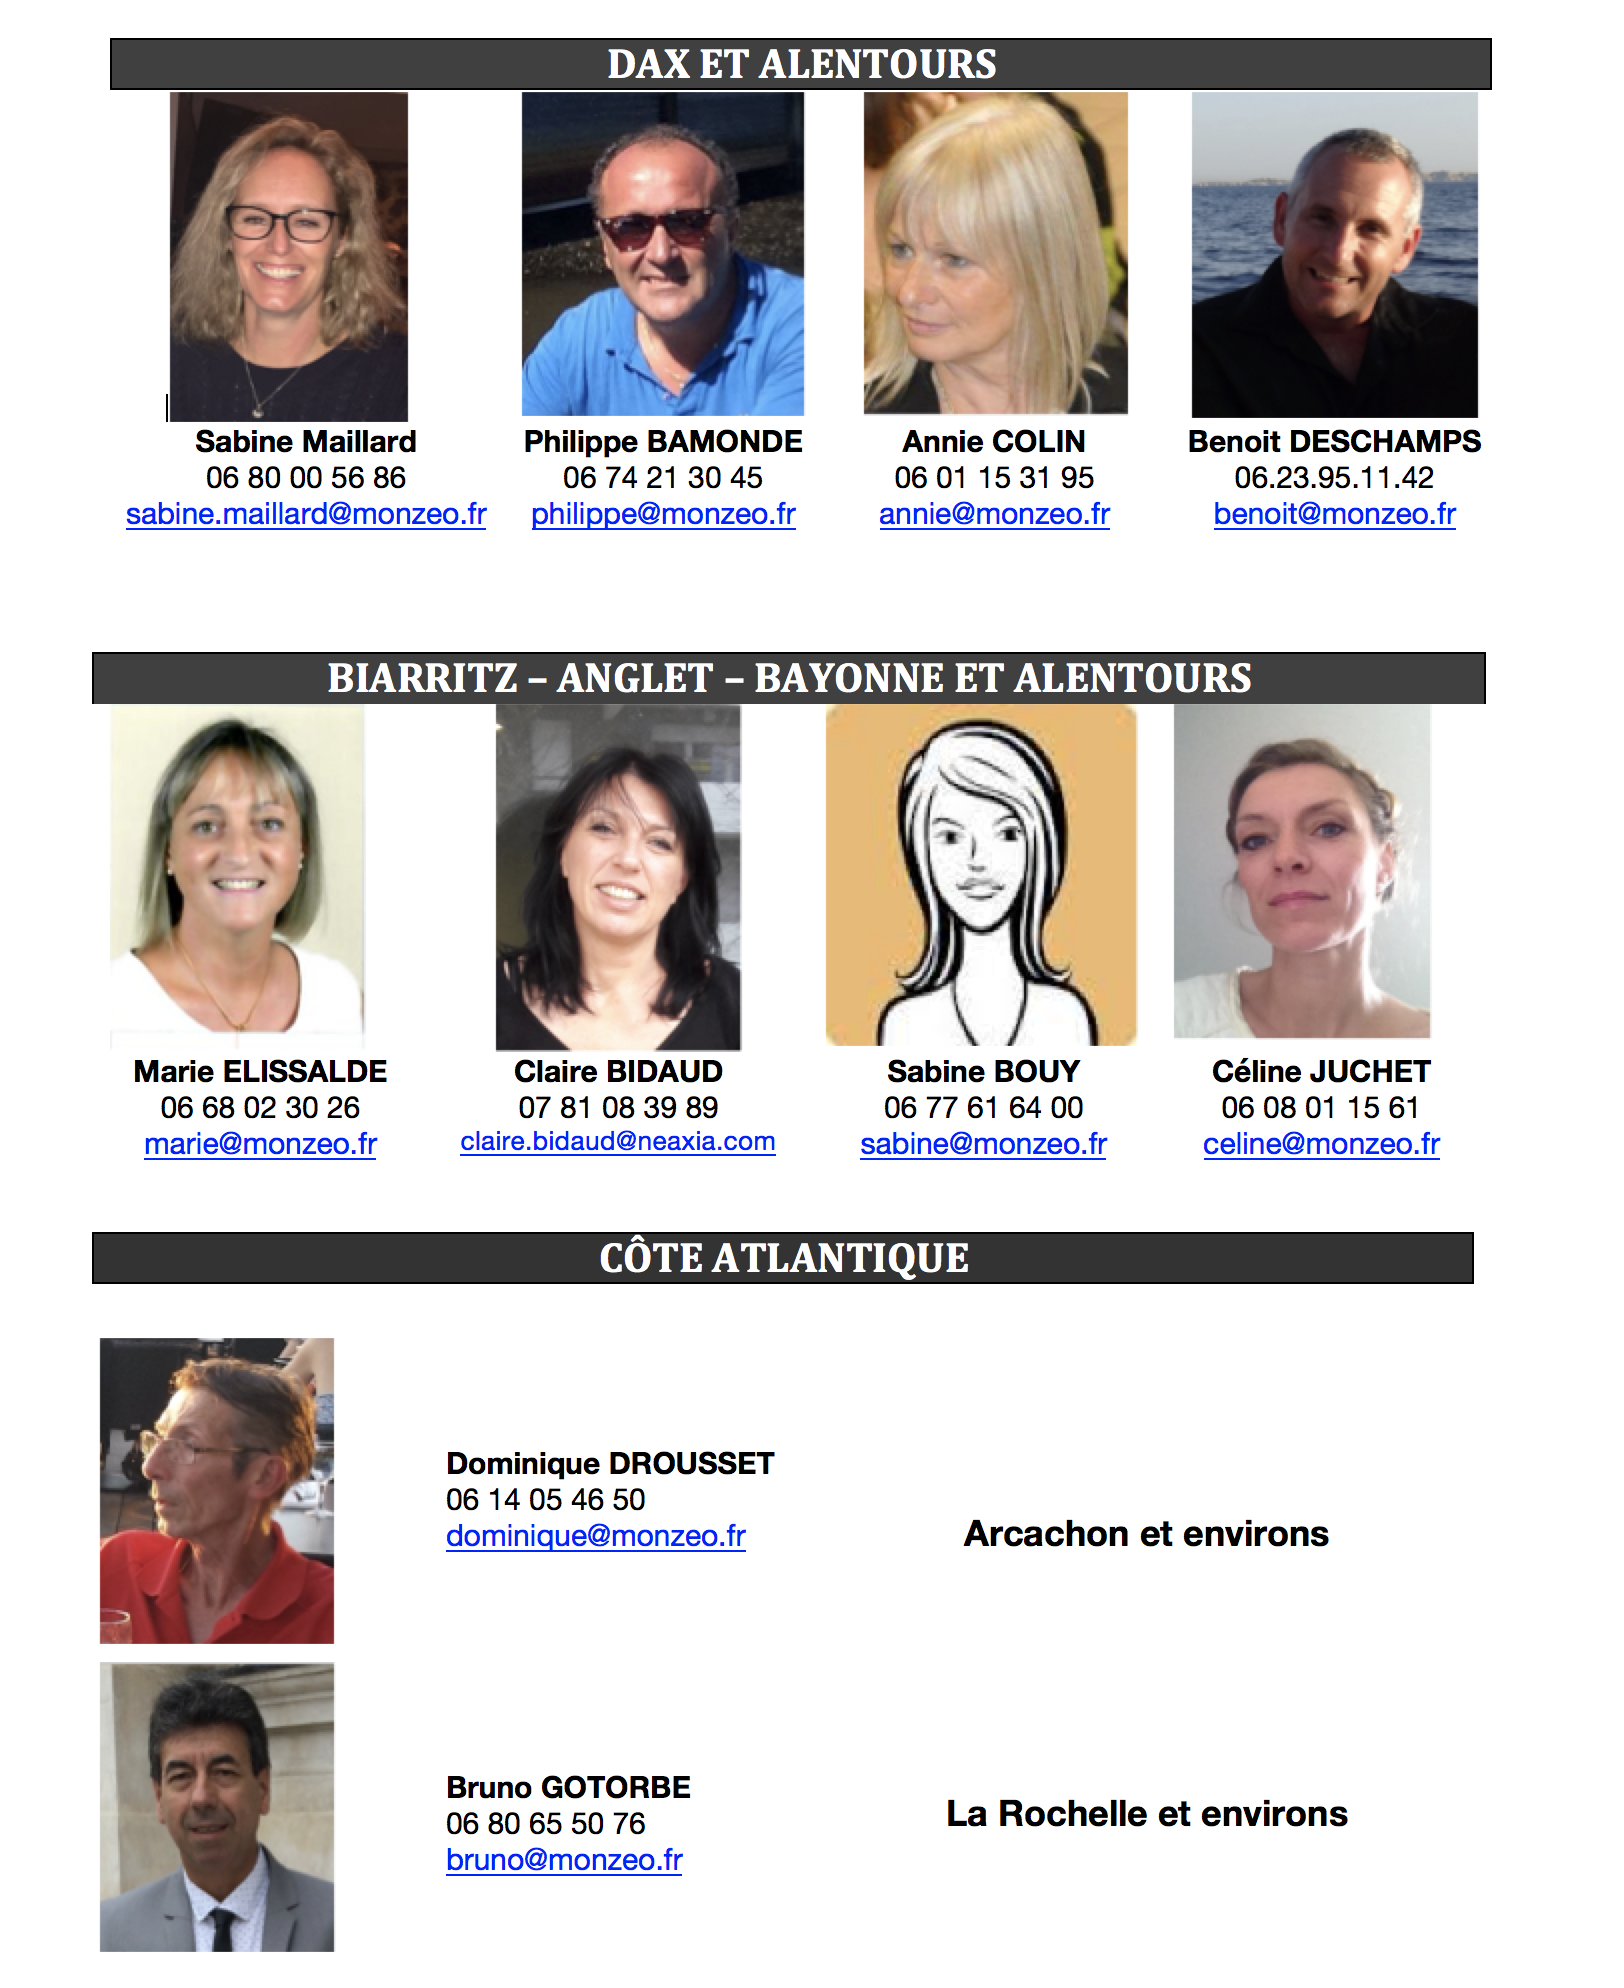 DAX ET ALENTOURS
Sabine Maillard
06 80 00 56 86
sabine.maillard@monzeo.fr
Philippe BAMONDE
06 74 21 30 45
philippe@monzeo.fr
Annie COLIN
06 01 15 31 95
annie@monzeo.fr
Benoit DESCHAMPS
06.23.95.11.42
benoit@monzeo.fr
BIARRITZ – ANGLET – BAYONNE ET ALENTOURS
Marie ELISSALDE
06 68 02 30 26
marie@monzeo.fr
Claire BIDAUD
07 81 08 39 89
claire.bidaud@neaxia.com
Sabine BOUY
06 77 61 64 00
sabine@monzeo.fr
Céline JUCHET
06 08 01 15 61
celine@monzeo.fr
CÔTE ATLANTIQUE
Dominique DROUSSET
06 14 05 46 50
dominique@monzeo.fr
Arcachon et environs
Bruno GOTORBE
06 80 65 50 76
bruno@monzeo.fr
La Rochelle et environs